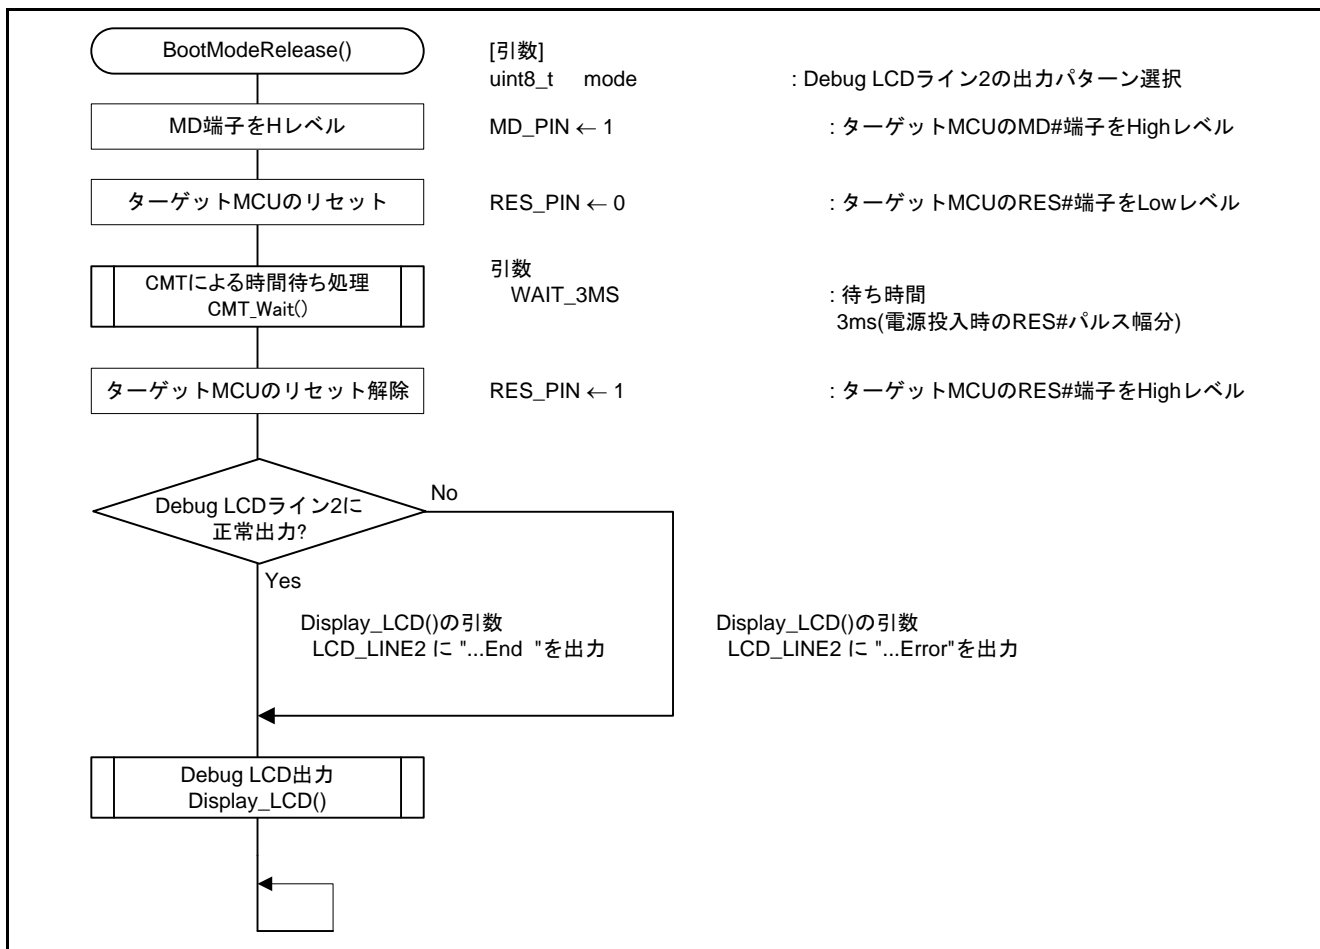 BootModeRelease()
[引数]
uint8_t mode : Debug LCDライン2の出力パターン選択
MD端子をHレベル MD_PIN ← 1 : ターゲットMCUのMD#端子をHighレベル
ターゲットMCUのリセット RES_PIN ← 0 : ターゲットMCUのRES#端子をLowレベル
CMTによる時間待ち処理
CMT_Wait()
引数
WAIT_3MS : 待ち時間
3ms(電源投入時のRES#パルス幅分)
ターゲットMCUのリセット解除 RES_PIN ← 1 : ターゲットMCUのRES#端子をHighレベル
Debug LCDライン2に
正常出力?
No
Yes
Display_LCD()の引数
LCD_LINE2 に "...End "を出力
Display_LCD()の引数
LCD_LINE2 に "...Error"を出力
Debug LCD出力
Display_LCD()